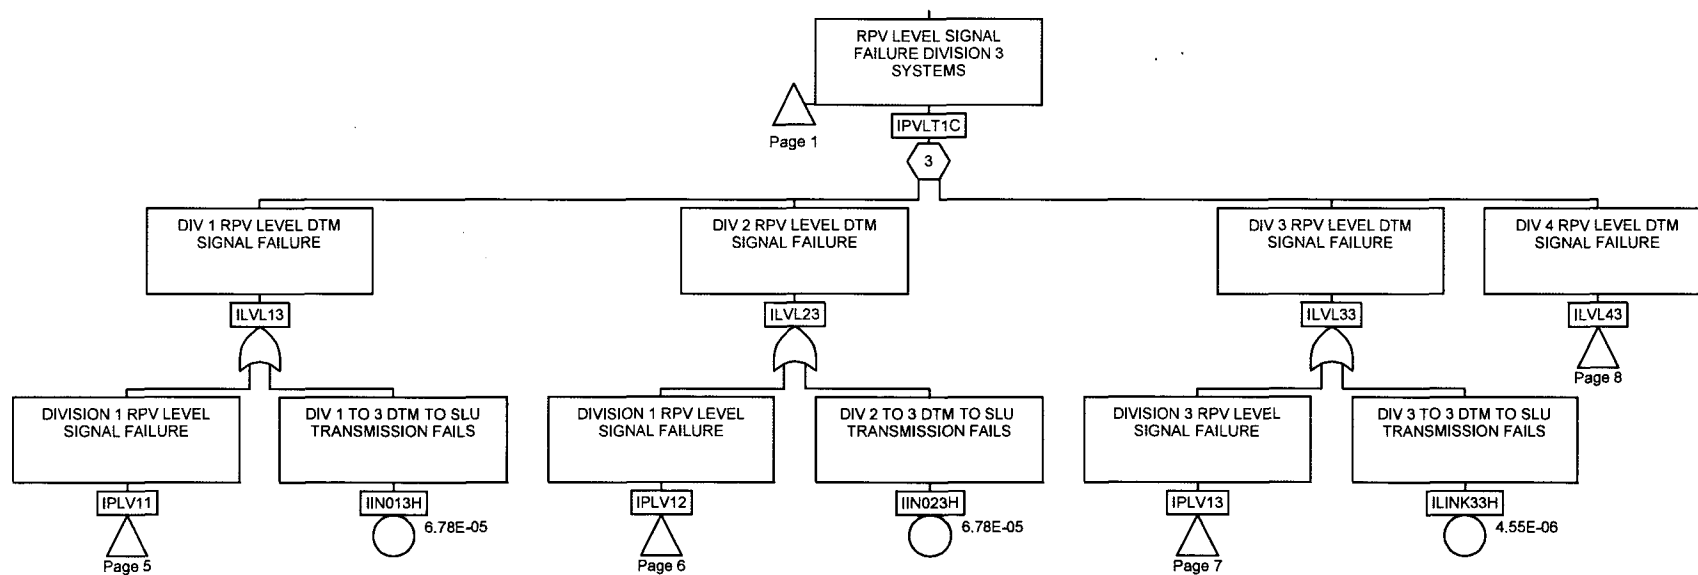 RPV LEVEL SIGNAL
FAILURE DIVISION 3
SYSTEMS
Page 1
IPVLT1C
3
DIV 1 RPV LEVEL DTM
SIGNAL FAILURE
ILVL13
DIV 2 RPV LEVEL DTM
SIGNAL FAILURE
ILVL23
DIV 3 RPV LEVEL DTM
SIGNAL FAILURE
ILVL33
DIV 4 RPV LEVEL DTM
SIGNAL FAILURE
ILVL43
Page 8
DIVISION 1 RPV LEVEL
SIGNAL FAILURE
IPLV11
Page 5
DIV 1 TO 3 DTM TO SLU
TRANSMISSION FAILS
IIN013H
6.78E-05
DIVISION 1 RPV LEVEL
SIGNAL FAILURE
IPLV12
Page 6
DIV 2 TO 3 DTM TO SLU
TRANSMISSION FAILS
IIN023H
6.78E-05
DIVISION 3 RPV LEVEL
SIGNAL FAILURE
IPLV13
Page 7
DIV 3 TO 3 DTM TO SLU
TRANSMISSION FAILS
ILINK33H
4.55E-06